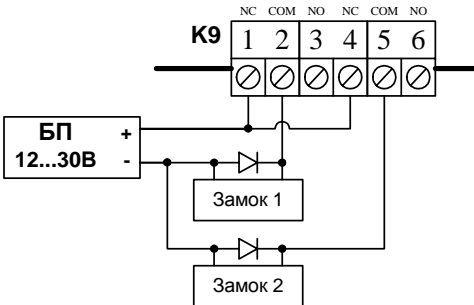 NC COM NO NC COM NO
K9 1 2 3 4 5 6
БП +
12...30В -
Замок 1
Замок 2